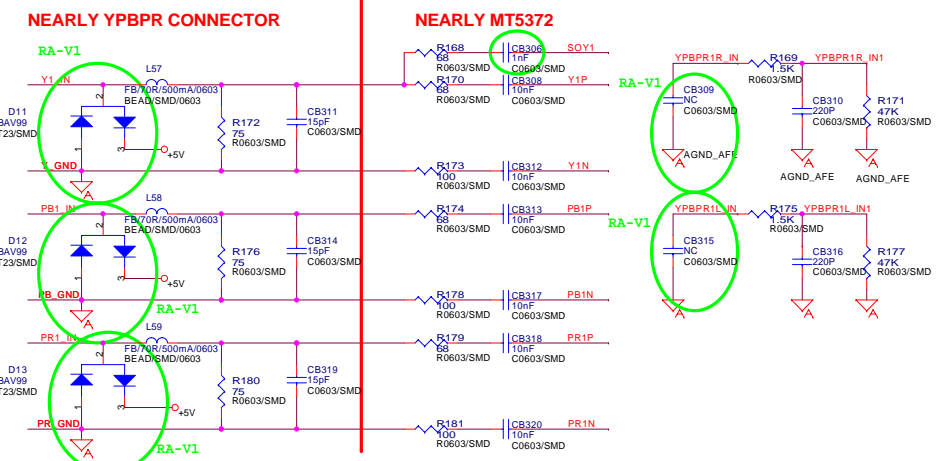 NEARLY YPBPR CONNECTOR
NEARLY MT5372
RA-V1
Y1_IN
L57
FB/70R/500mA/0603
BEAD/SMD/0603
D11
BAV99
T23/SMD
2
1
3
+5V
Y_GND
A
R172
75
R0603/SMD
CB311
15pF
C0603/SMD
PB1_IN
L58
FB/70R/500mA/0603
BEAD/SMD/0603
D12
BAV99
T23/SMD
2
1
3
+5V
PB_GND
A
RA-V1
R176
75
R0603/SMD
CB314
15pF
C0603/SMD
PR1_IN
L59
FB/70R/500mA/0603
BEAD/SMD/0603
D13
BAV99
T23/SMD
2
1
3
+5V
PR_GND
A
RA-V1
R180
75
R0603/SMD
CB319
15pF
C0603/SMD
R168
68
R0603/SMD
CB306
1nF
C0603/SMD
SOY1
R170
68
R0603/SMD
CB308
10nF
C0603/SMD
Y1P
R173
100
R0603/SMD
CB312
10nF
C0603/SMD
Y1N
R174
68
R0603/SMD
CB313
10nF
C0603/SMD
PB1P
R178
100
R0603/SMD
CB317
10nF
C0603/SMD
PB1N
R179
68
R0603/SMD
CB318
10nF
C0603/SMD
PR1P
R181
100
R0603/SMD
CB320
10nF
C0603/SMD
PR1N
YPBPR1R_IN
R169
1.5K
R0603/SMD
YPBPR1R_IN1
RA-V1
CB309
NC
C0603/SMD
CB310
220P
C0603/SMD
R171
47K
R0603/SMD
A
AGND_AFE
A
AGND_AFE
A
AGND_AFE
RA-V1
YPBPR1L_IN
R175
1.5K
R0603/SMD
YPBPR1L_IN1
CB315
NC
C0603/SMD
CB316
220P
C0603/SMD
R177
47K
R0603/SMD
A
A
A